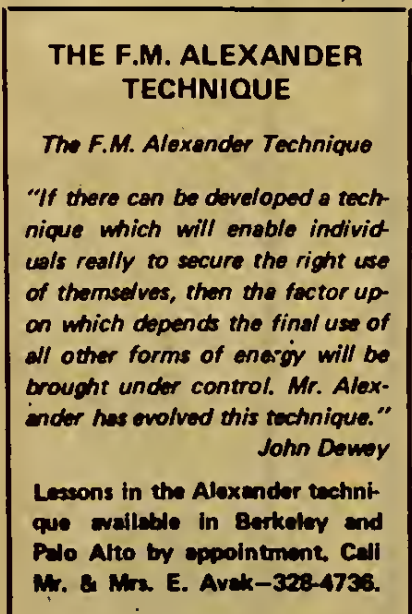 THE F.M. ALEXANDER
TECHNIQUE
The F.M. Alexander Technique
"If there can be developed a tech-
nique which will enable individ-
uals really to secure the right use
of themselves, then tha factor up-
on which depends the final use of
all other forms of energy will be
brought under control. Mr. Alex-
ander has evolved this technique."
John Dewey
Lessons in the Alexander techni-
que available in Berkeley and
Palo Alto by appointment. Call
Mr. & Mrs. E. Avak—328-4736.